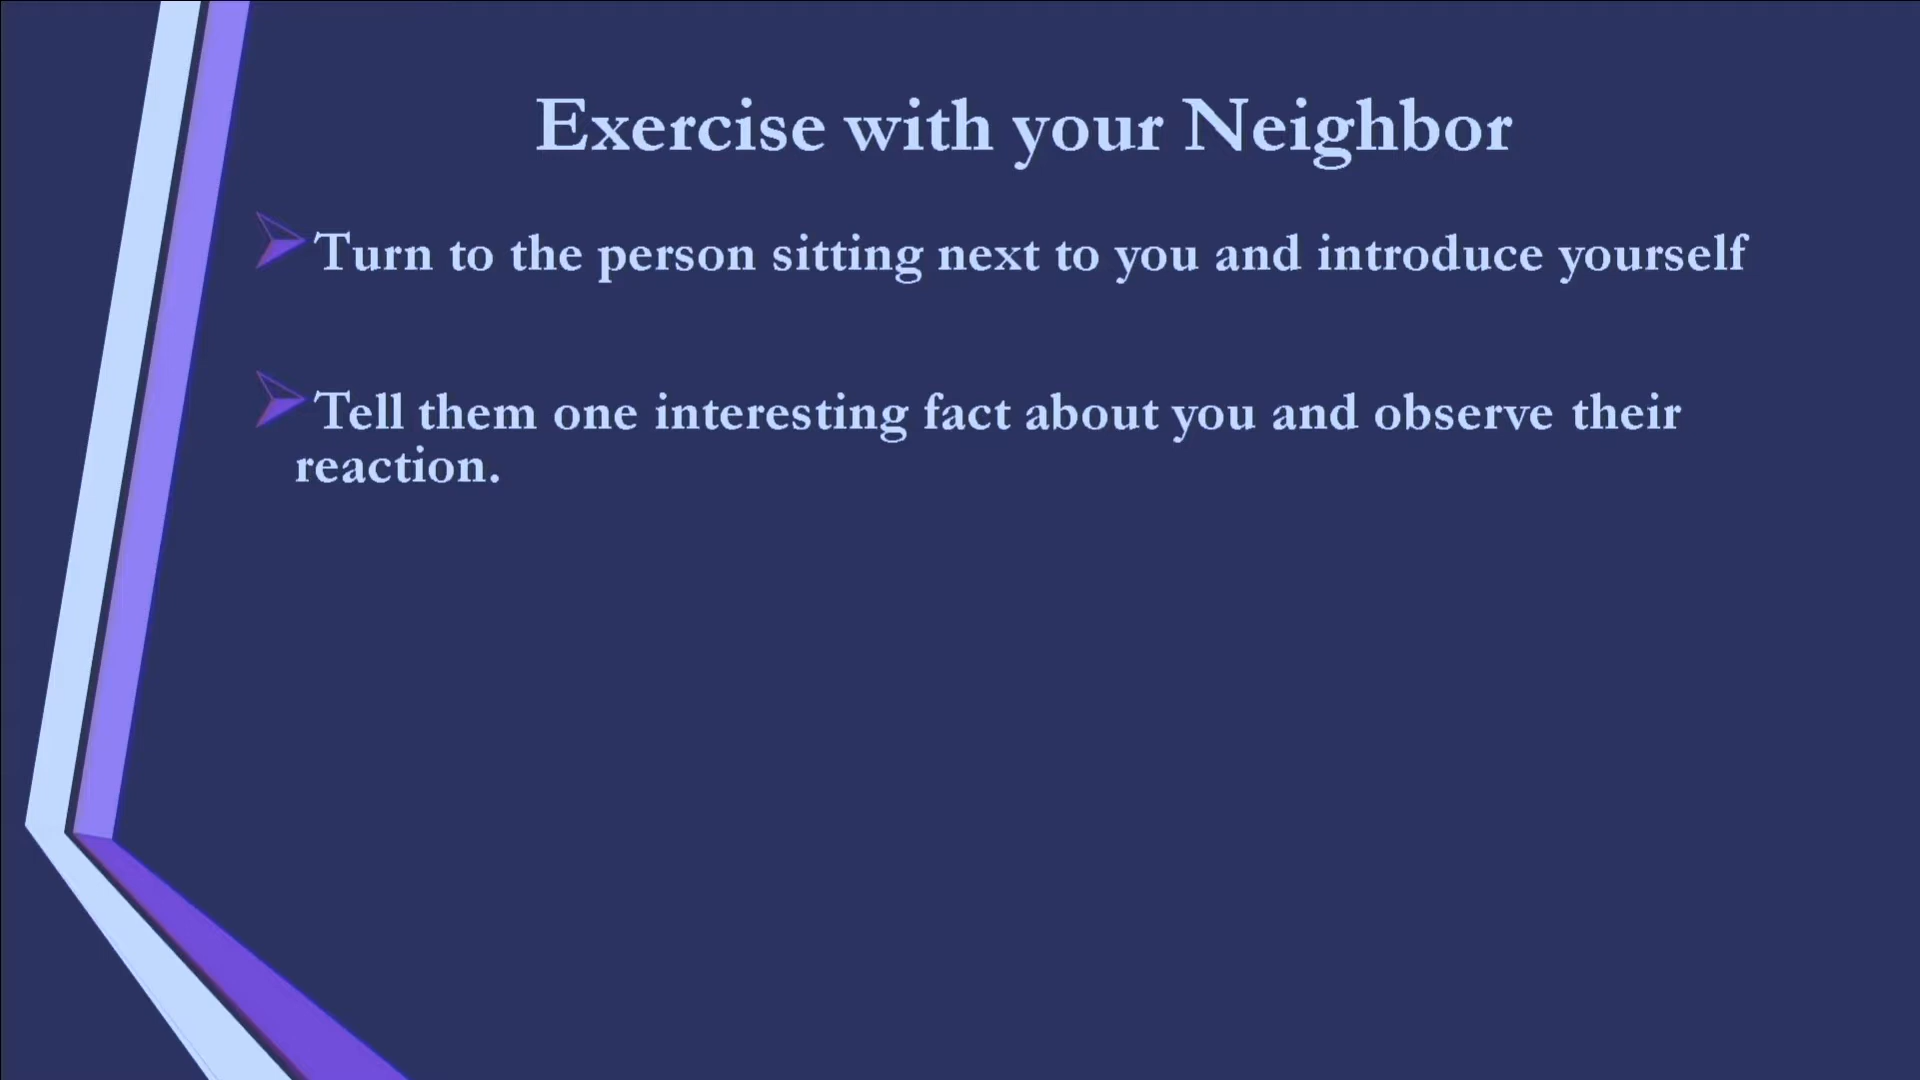 Exercise with your Neighbor
Turn to the person sitting next to you and introduce yourself
Tell them one interesting fact about you and observe their
reaction.